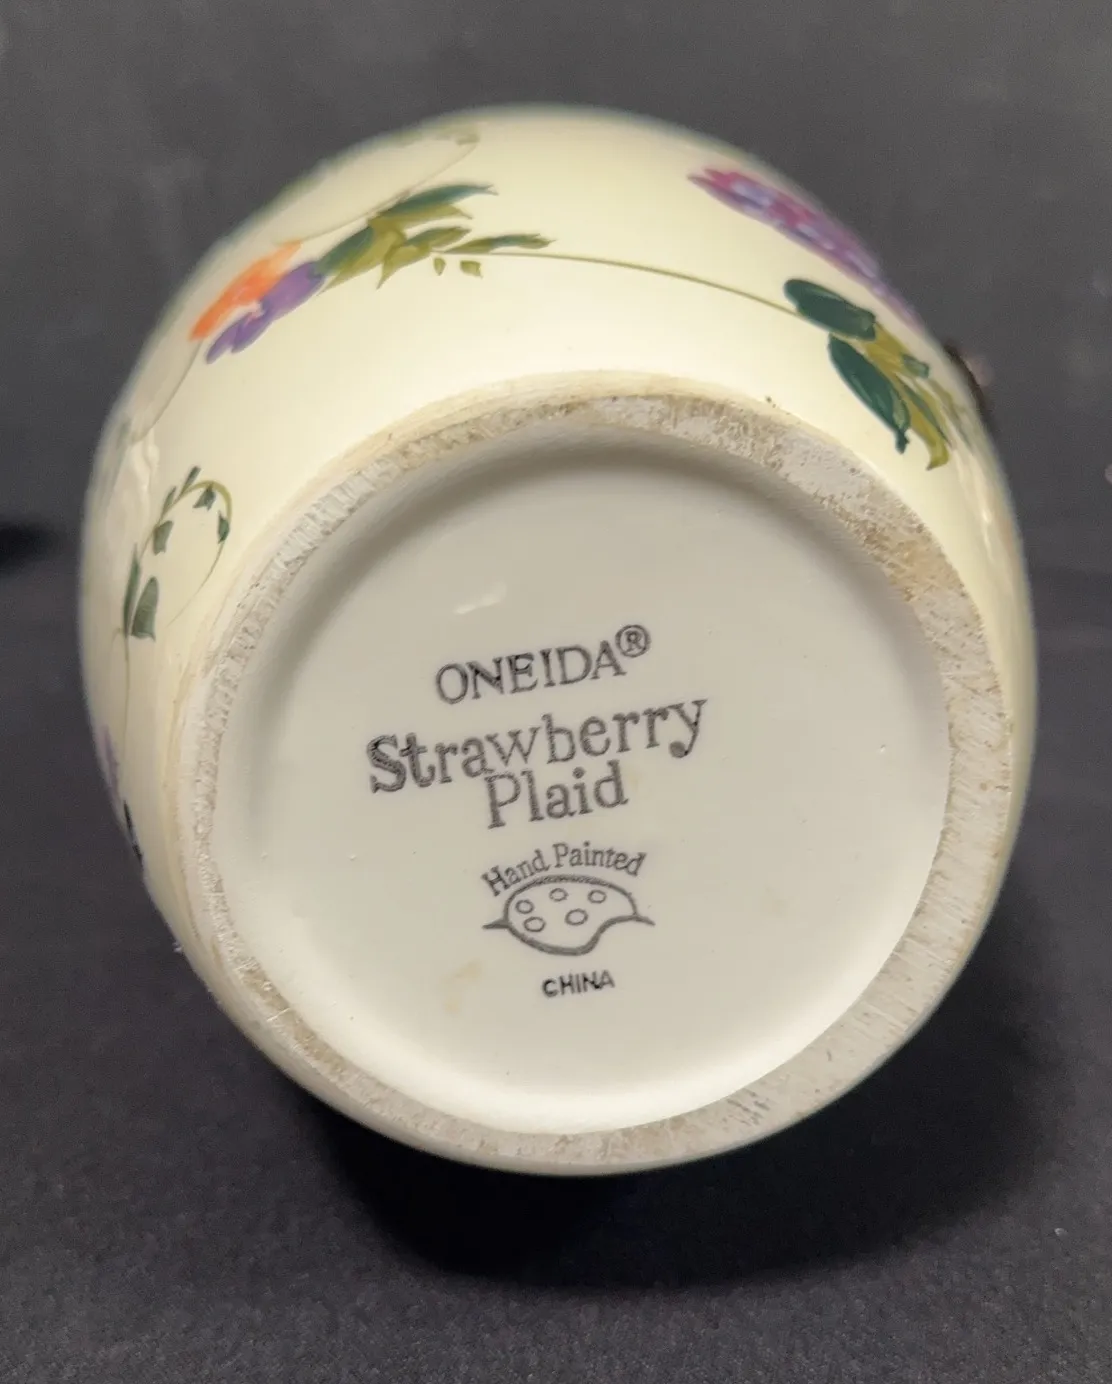 ONEIDA®
Strawberry
Plaid
Hand Painted
CHINA